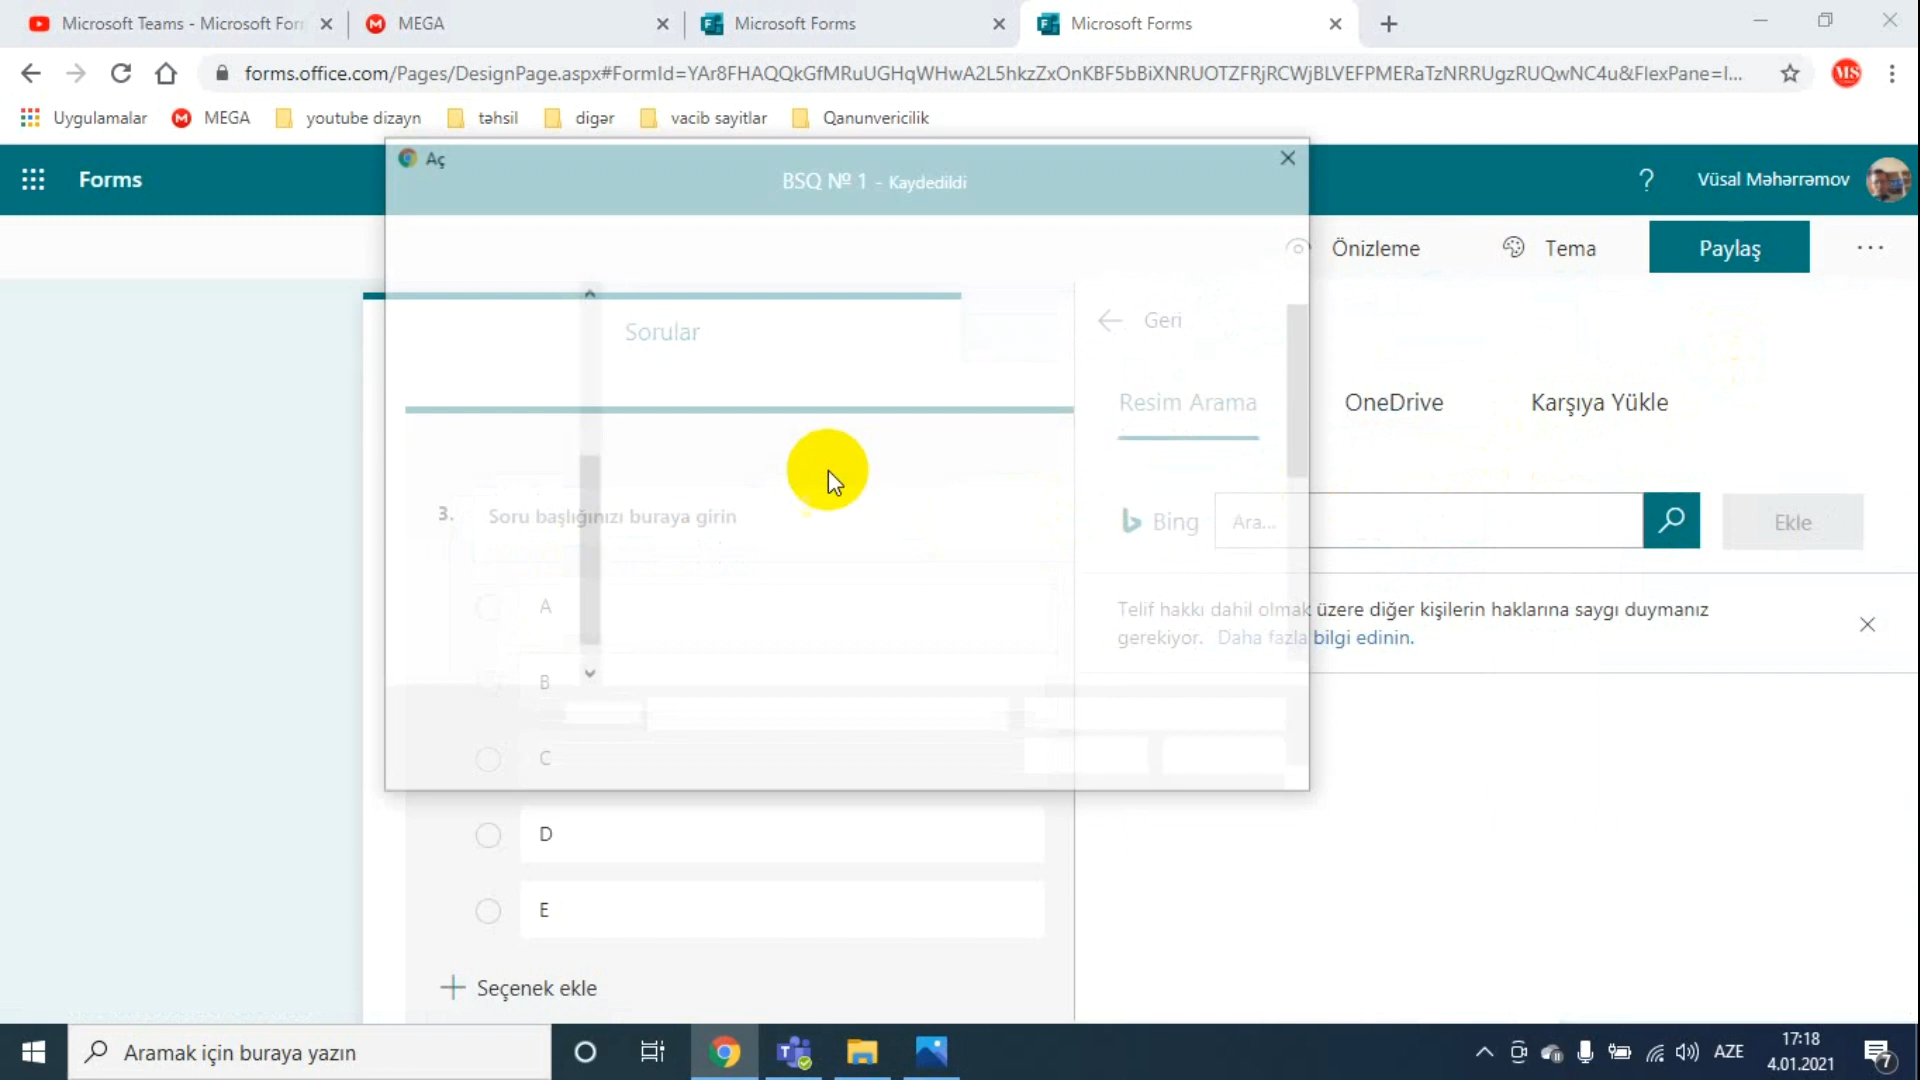 Microsoft Teams - Microsoft For
MEGA
Microsoft Forms
Microsoft Forms
forms.office.com/Pages/DesignPage.aspx#FormId=YAr8FHAQQkGfMRuUGHqWHwA2L5hkzZxOnKBF5bBiXNRUOTZFRjRCWjBLVEFPMERaTzNRRUgzRUQwNC4u&FlexPane=I...
MS
Uygulamalar
MEGA
youtube dizayn
təhsil
digər
vacib sayitlar
Qanunvericilik
Aç
Forms
BSQ № 1 - Kaydedildi
?
Vüsal Məhərrəmov
Önizleme
Tema
Paylaş
Sorular
Geri
Resim Arama
OneDrive
Karşıya Yükle
3.
Soru başlığınızı buraya girin
Bing
Ara...
Ekle
A
Telif hakkı dahil olmak üzere diğer kişilerin haklarına saygı duymanız
gerekiyor. Daha fazla bilgi edinin.
B
C
D
E
Seçenek ekle
Aramak için buraya yazın
AZE
17:18
4.01.2021
7